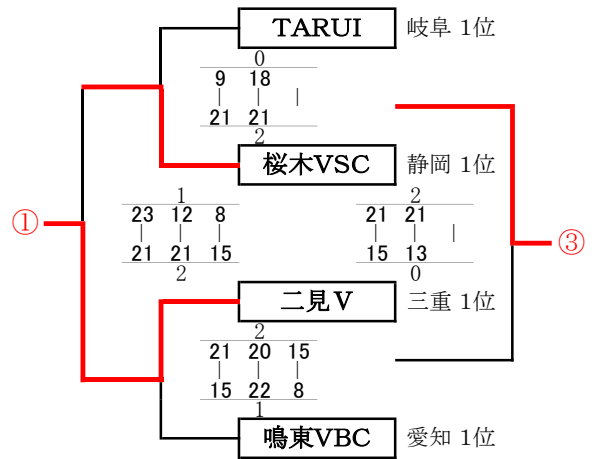 TARUI 岐阜 1位
0
9 18
| | |
21 21
2
桜木VSC 静岡 1位
1 2
23 12 8 21 21
| | | | | |
21 21 15 15 13
2 0
① ③
二見V 三重 1位
2
21 20 15
| | |
15 22 8
1
鳴東VBC 愛知 1位